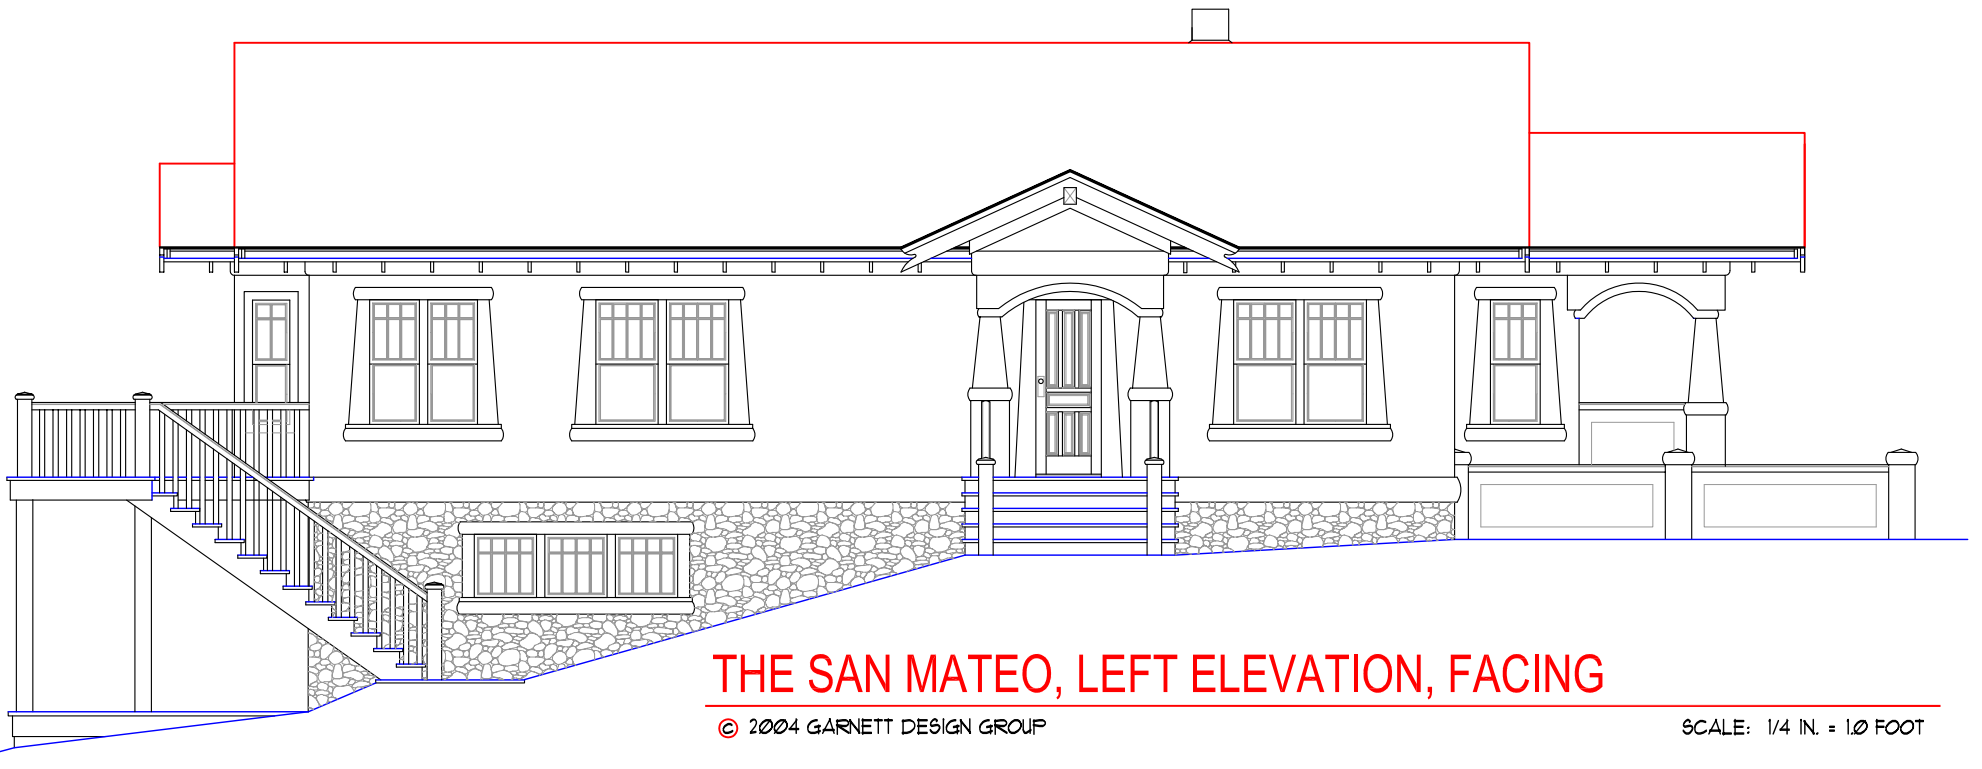 THE SAN MATEO, LEFT ELEVATION, FACING
© 2004 GARNETT DESIGN GROUP
SCALE: 1/4 IN. = 1.0 FOOT